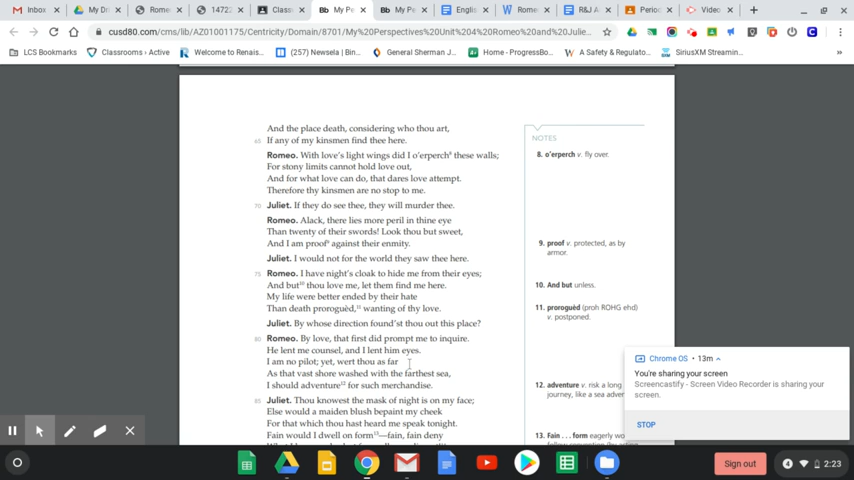 Inbox
My Dri
Rome
14722
Class
My Pe
My Pe
English
Rome
R&J A
Period
Video
cusd80.com/cms/lib/AZ01001175/Centricity/Domain/8701/My%20Perspectives%20Unit%204%20Romeo%20and%20Julie...
LCS Bookmarks
Classrooms › Active
Welcome to Renais...
(257) Newsela | Bin...
General Sherman J...
Home - ProgressBo...
A Safety & Regulato...
SiriusXM Streamin...
And the place death, considering who thou art,
65 If any of my kinsmen find thee here.
Romeo. With love's light wings did I o'erperch8 these walls;
For stony limits cannot hold love out,
And for what love can do, that dares love attempt.
Therefore thy kinsmen are no stop to me.
70 Juliet. If they do see thee, they will murder thee.
Romeo. Alack, there lies more peril in thine eye
Than twenty of their swords! Look thou but sweet,
And I am proof9 against their enmity.
Juliet. I would not for the world they saw thee here.
75 Romeo. I have night's cloak to hide me from their eyes;
And but10 thou love me, let them find me here.
My life were better ended by their hate
Than death proroguèd,11 wanting of thy love.
Juliet. By whose direction found'st thou out this place?
80 Romeo. By love, that first did prompt me to inquire.
He lent me counsel, and I lent him eyes.
I am no pilot; yet, wert thou as far
As that vast shore washed with the farthest sea,
I should adventure12 for such merchandise.
85 Juliet. Thou knowest the mask of night is on my face;
Else would a maiden blush bepaint my cheek
For that which thou hast heard me speak tonight.
Fain would I dwell on form13—fain, fain deny
NOTES
8. o'erperch v. fly over.
9. proof v. protected, as by
armor.
10. And but unless.
11. proroguèd (proh ROHG ehd)
v. postponed.
12. adventure v. risk a long
journey, like a sea adven
13. Fain . . . form eagerly
Chrome OS • 13m
You're sharing your screen
Screencastify - Screen Video Recorder is sharing your
screen.
STOP
Sign out
4
2:23